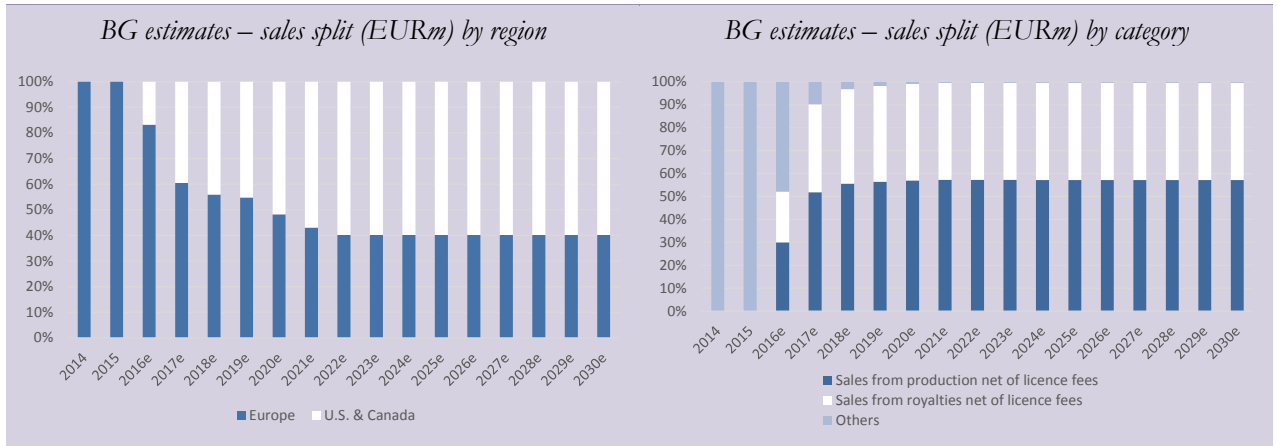 BG estimates – sales split (EURm) by region
100%
90%
80%
70%
60%
50%
40%
30%
20%
10%
0%
2014
2015
2016e
2017e
2018e
2019e
2020e
2021e
2022e
2023e
2024e
2025e
2026e
2027e
2028e
2029e
2030e
Europe
U.S. & Canada
BG estimates – sales split (EURm) by category
100%
90%
80%
70%
60%
50%
40%
30%
20%
10%
0%
2014
2015
2016e
2017e
2018e
2019e
2020e
2021e
2022e
2023e
2024e
2025e
2026e
2027e
2028e
2029e
2030e
Sales from production net of licence fees
Sales from royalties net of licence fees
Others